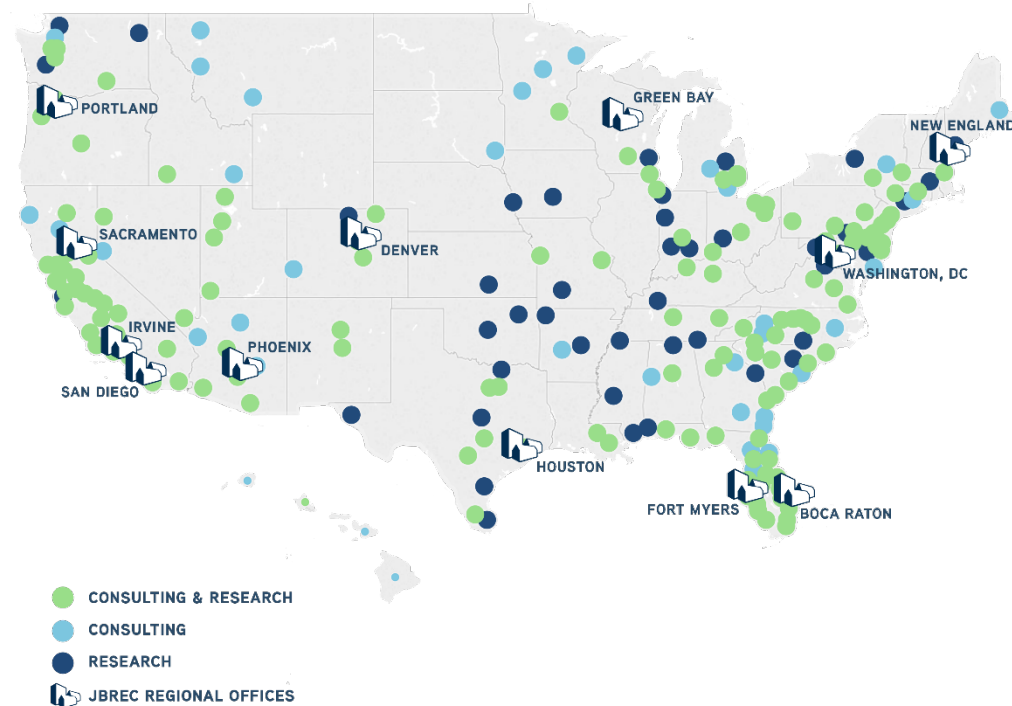 GREEN BAY
PORTLAND
NEW ENGLAND
SACRAMENTO
DENVER
WASHINGTON, DC
IRVINE
PHOENIX
SAN DIEGO
HOUSTON
FORT MYERS
BOCA RATON
CONSULTING & RESEARCH
CONSULTING
RESEARCH
JBREC REGIONAL OFFICES